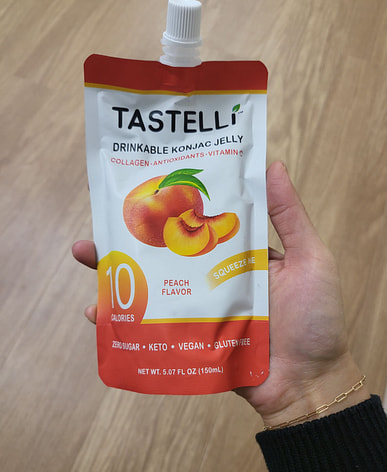 TASTELLi
DRINKABLE KONJAC JELLY
COLLAGEN-ANTIOXIDANTS-VITAMIN C
SQUEEZE ME
PEACH
FLAVOR
10
CALORIES
ZERO SUGAR • KETO • VEGAN • GLUTEN FREE
NET WT. 5.07 FL OZ (150mL)